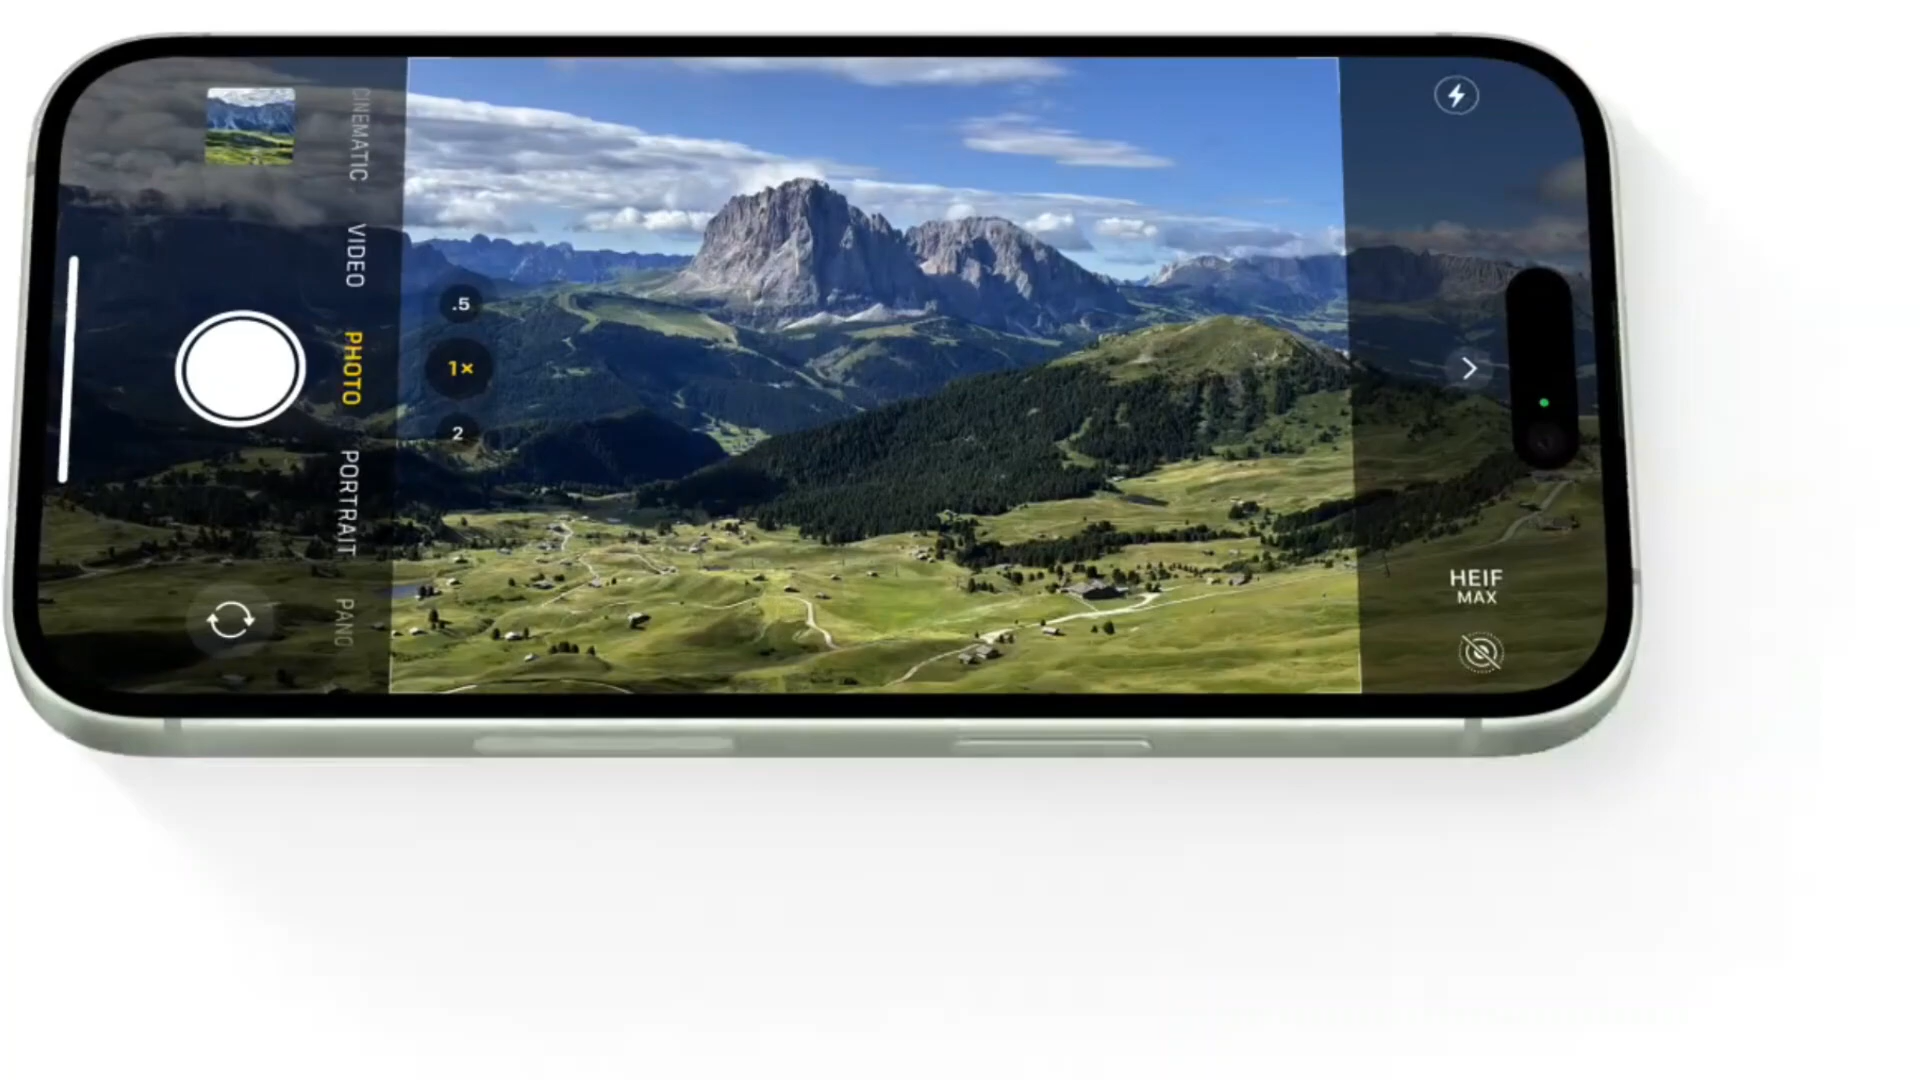 CINEMATIC
VIDEO
PHOTO
PORTRAIT
PANO
.5
1×
2
HEIF
MAX